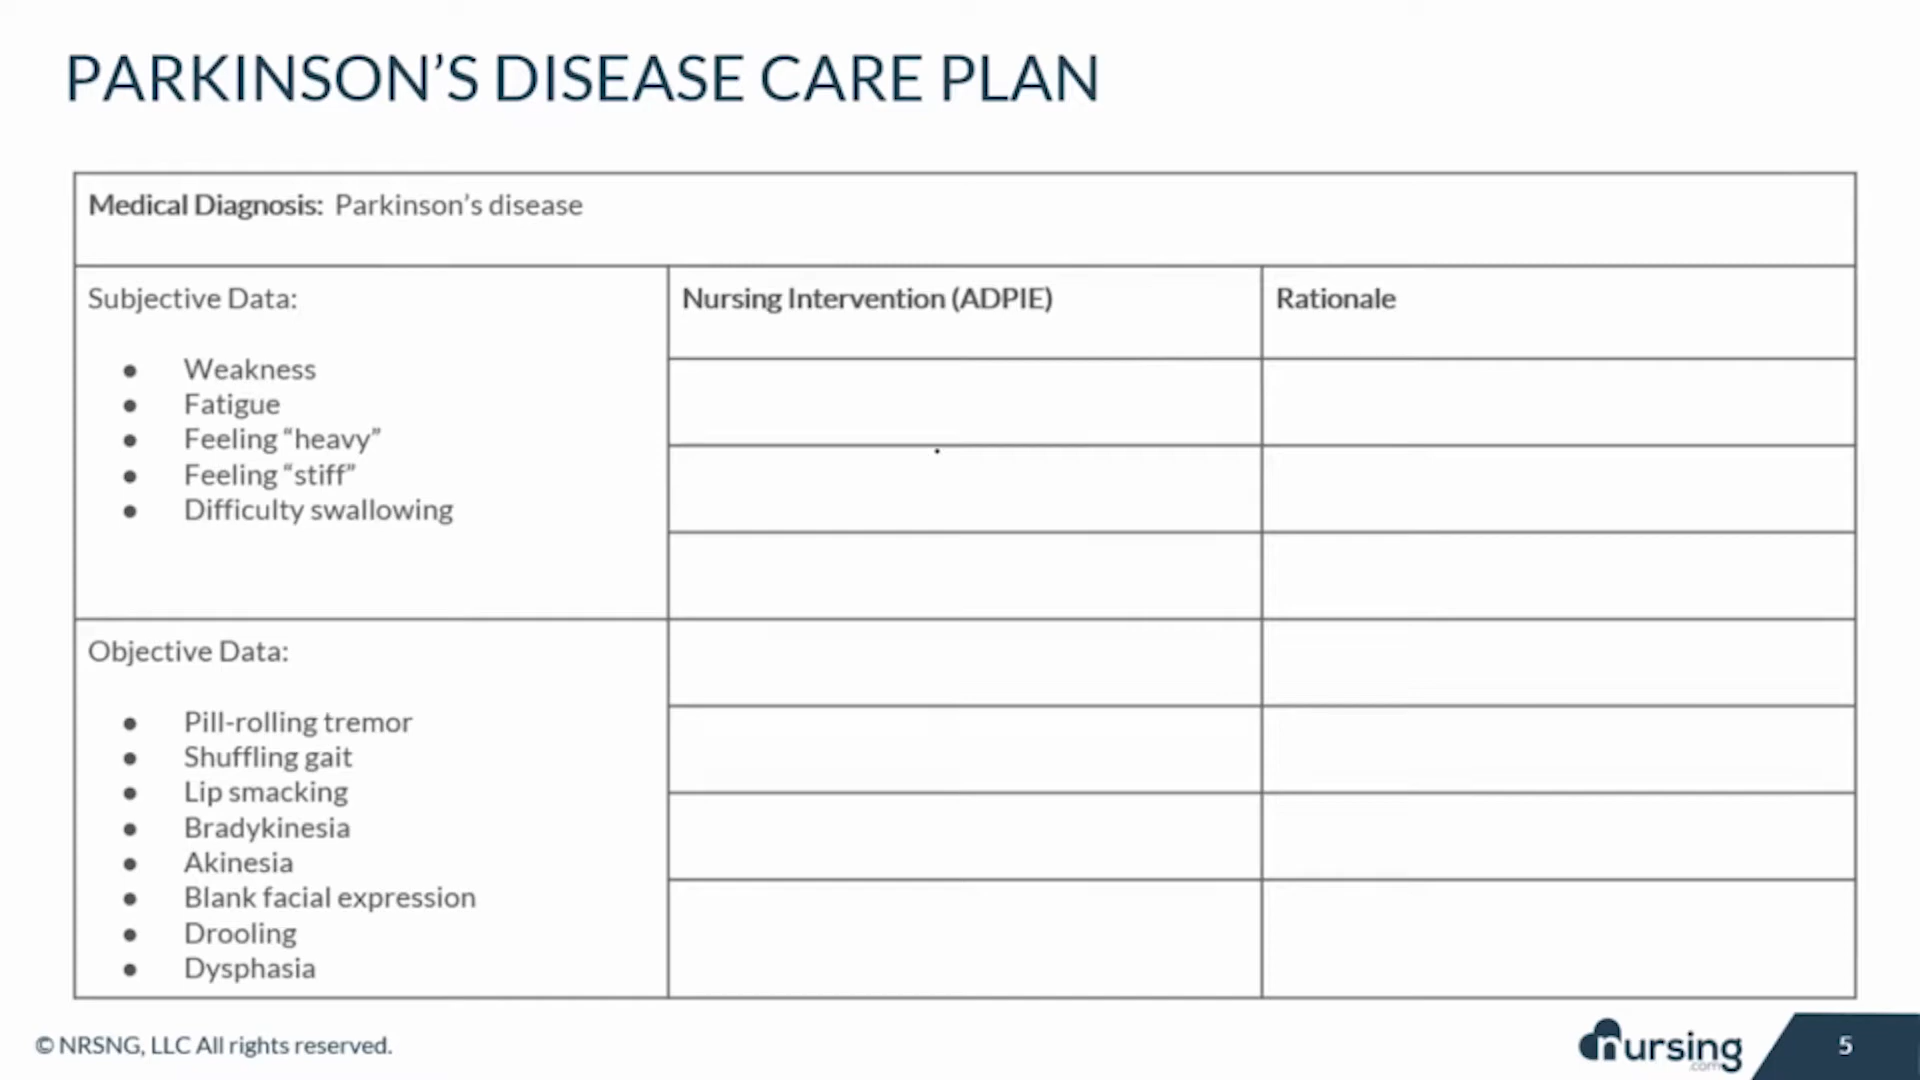 PARKINSON’S DISEASE CARE PLAN
Medical Diagnosis: Parkinson’s disease
Subjective Data:
● Weakness
● Fatigue
● Feeling “heavy”
● Feeling “stiff”
● Difficulty swallowing
Nursing Intervention (ADPIE)
Rationale
Objective Data:
● Pill-rolling tremor
● Shuffling gait
● Lip smacking
● Bradykinesia
● Akinesia
● Blank facial expression
● Drooling
● Dysphasia
© NRSNG, LLC All rights reserved.
nursing
.com
5